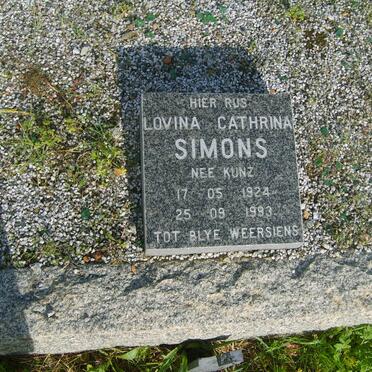 HIER RUS
LOVINA CATHRINA
SIMONS
NEE KUNZ
17 05 1924
25 09 1993
TOT BLYE WEERSIENS